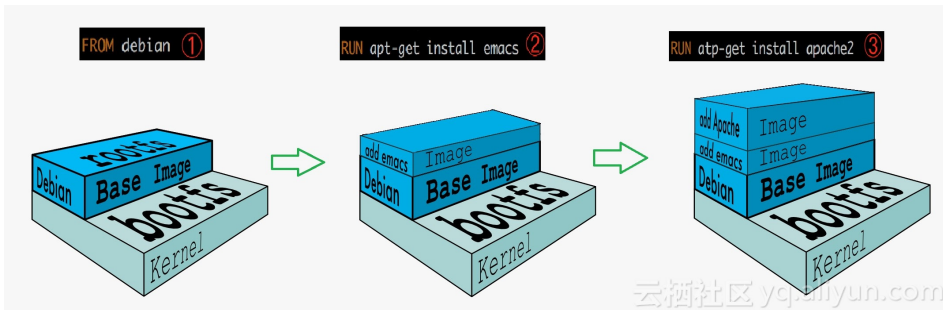 FROM debian ①
RUN apt-get install emacs ②
RUN atp-get install apache2 ③
rootfs
Debian
Base Image
bootfs
Kernel
add emacs
Image
Debian
Base Image
bootfs
Kernel
add Apache
Image
add emacs
Image
Debian
Base Image
bootfs
Kernel
云栖社区 yq.aliyun.com